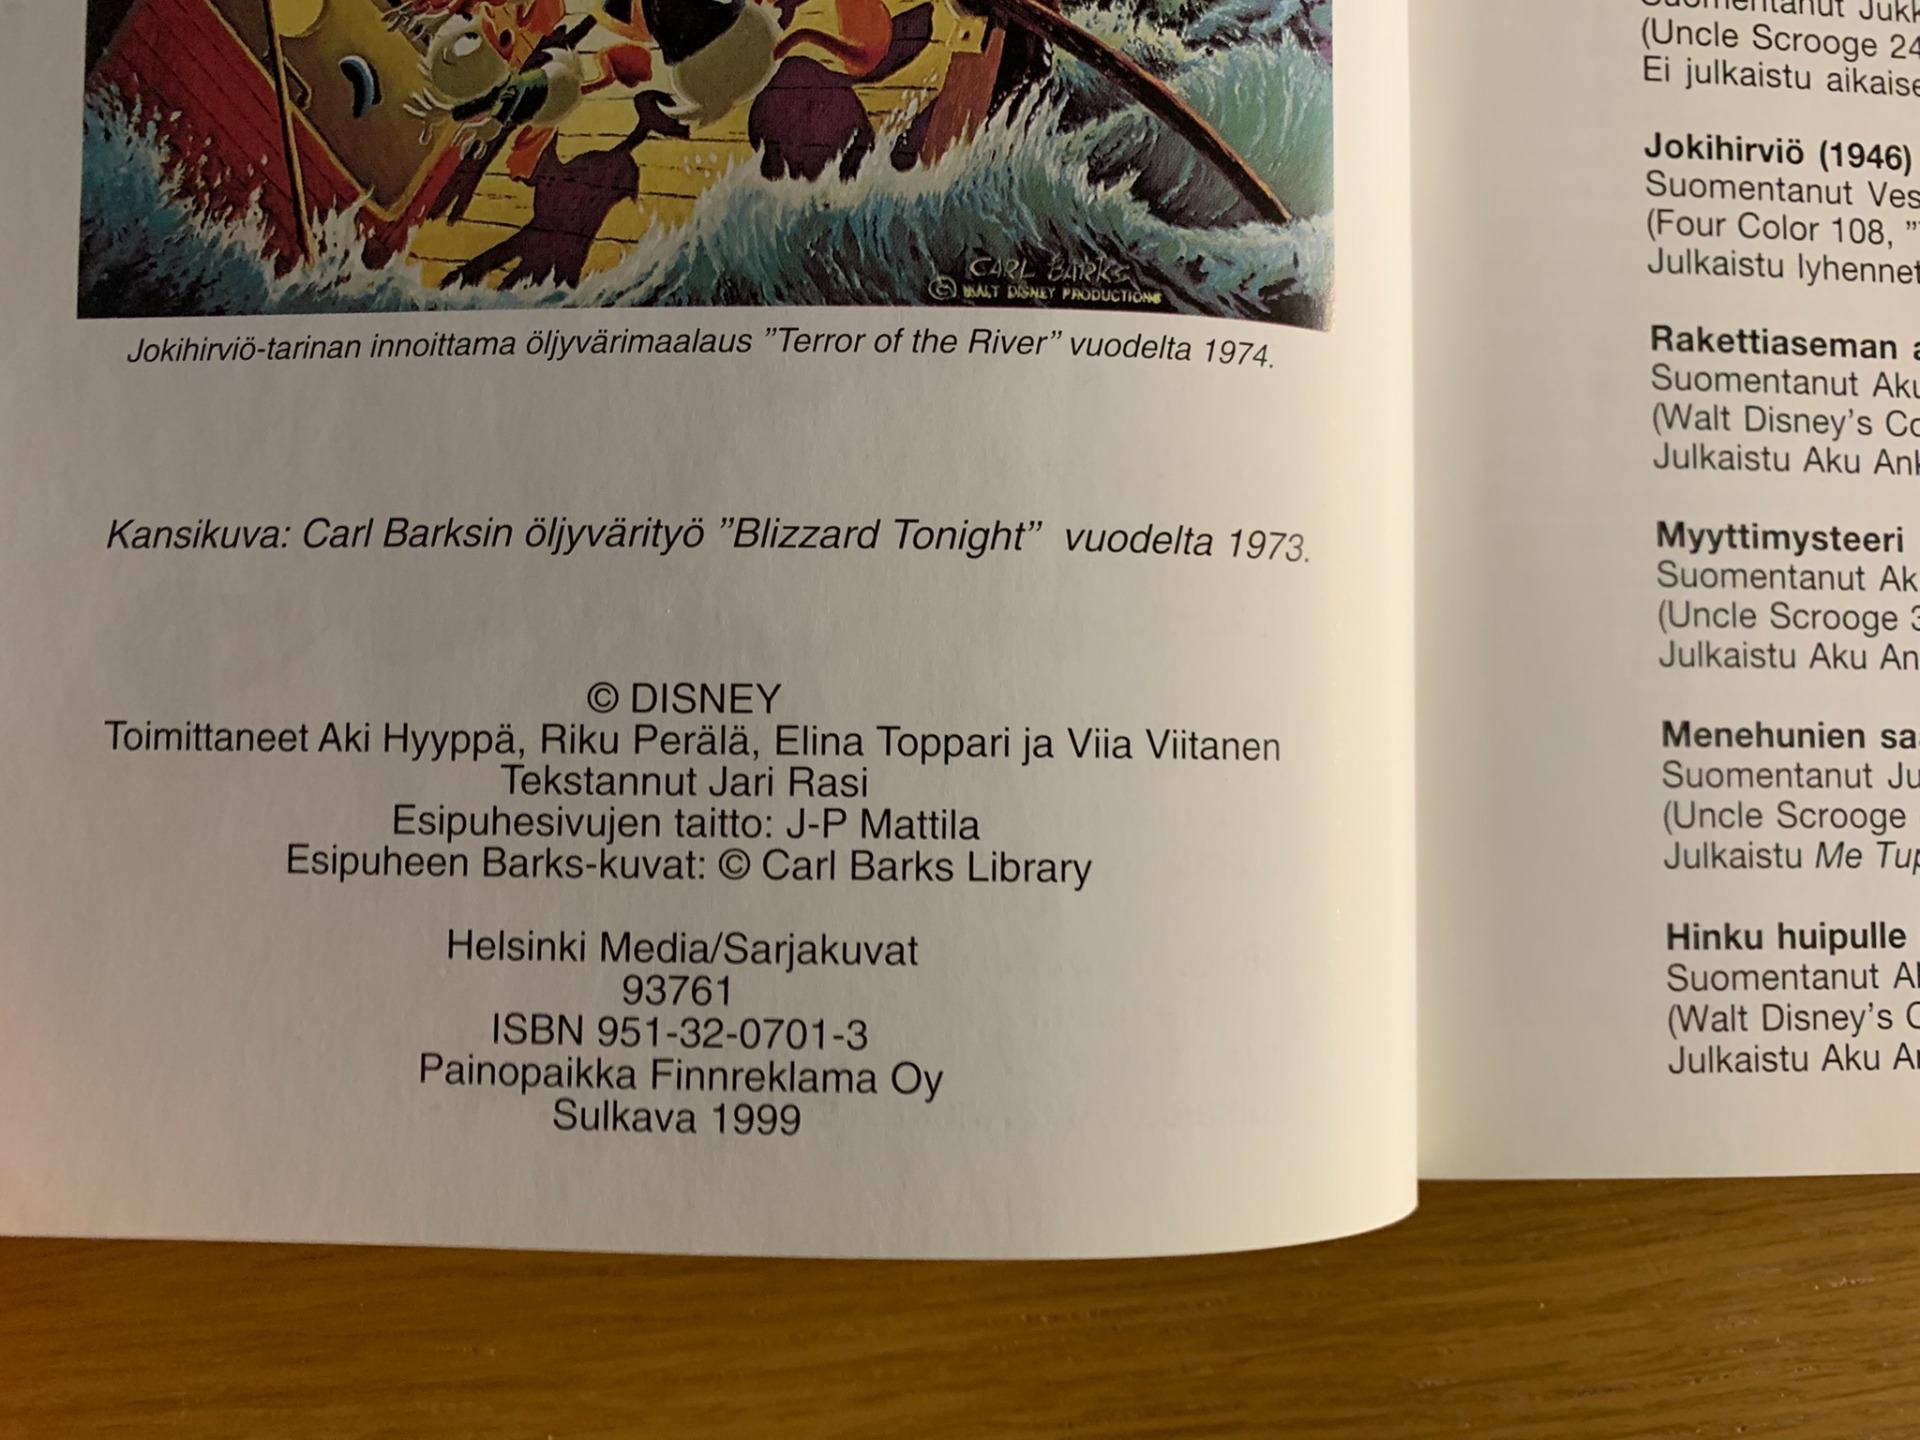 CARL BARKS
© WALT DISNEY PRODUCTIONS
Jokihirviö-tarinan innoittama öljyvärimaalaus ”Terror of the River” vuodelta 1974.
Kansikuva: Carl Barksin öljyvärityö ”Blizzard Tonight” vuodelta 1973.
© DISNEY
Toimittaneet Aki Hyyppä, Riku Perälä, Elina Toppari ja Viia Viitanen
Tekstannut Jari Rasi
Esipuhesivujen taitto: J-P Mattila
Esipuheen Barks-kuvat: © Carl Barks Library
Helsinki Media/Sarjakuvat
93761
ISBN 951-32-0701-3
Painopaikka Finnreklama Oy
Sulkava 1999
Suomentanut
(Uncle Scrooge 24
Ei julkaistu
Jokihirviö (1946)
Suomentanut
(Four Color 108, ”
Julkaistu
Rakettiaseman
Suomentanut
(Walt Disney’s
Julkaistu Aku
Myyttimysteeri
Suomentanut
(Uncle Scrooge
Julkaistu Aku
Menehunien
Suomentanut
(Uncle Scrooge
Julkaistu Me
Hinku huipulle
Suomentanut
(Walt Disney’s
Julkaistu Aku